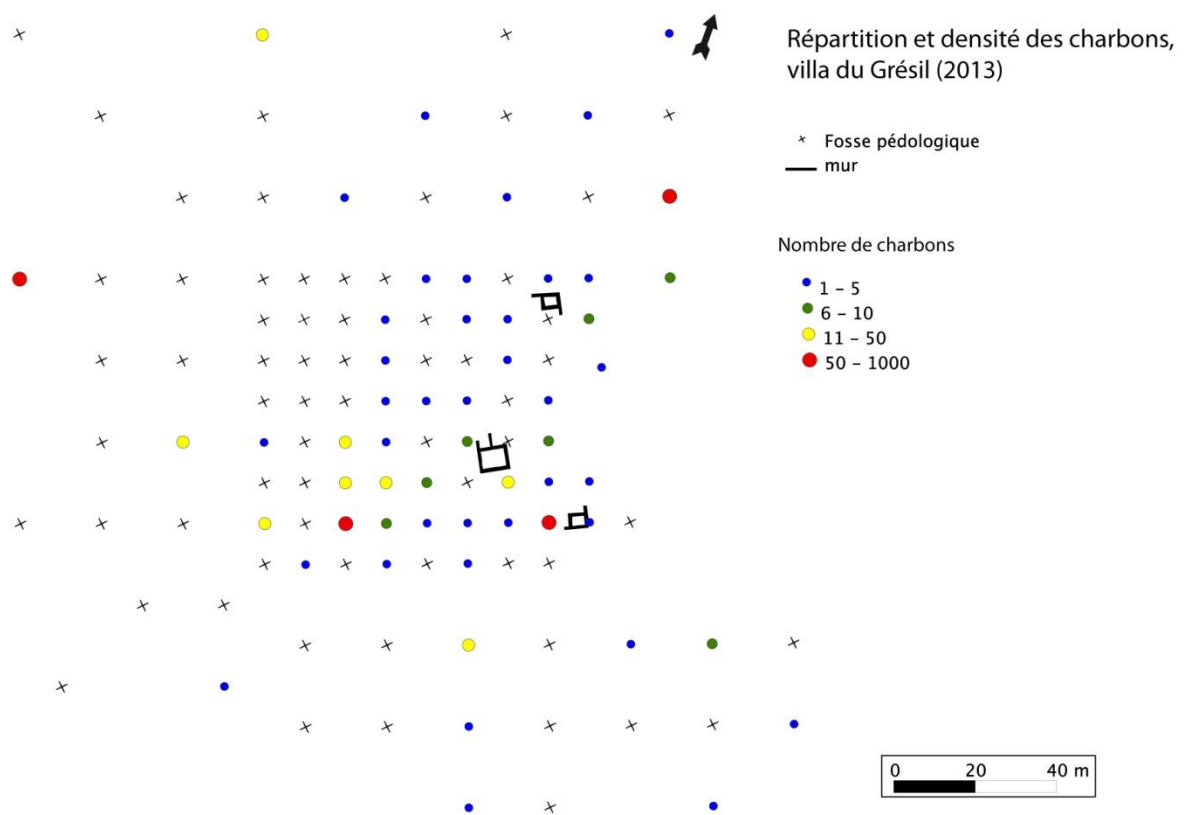 Répartition et densité des charbons,
villa du Grésil (2013)
Fosse pédologique
mur
Nombre de charbons
1 – 5
6 – 10
11 – 50
50 – 1000
0 20 40 m